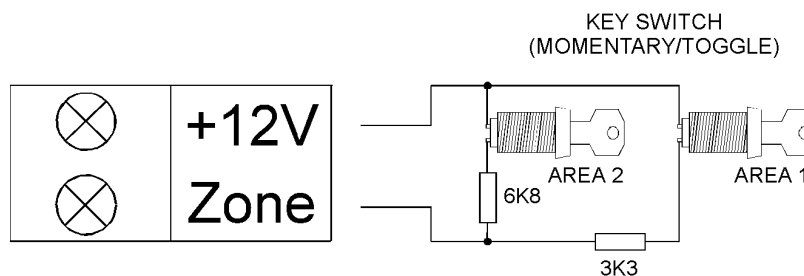 KEY SWITCH
(MOMENTARY/TOGGLE)
+12V
Zone
AREA 2
AREA 1
6K8
3K3